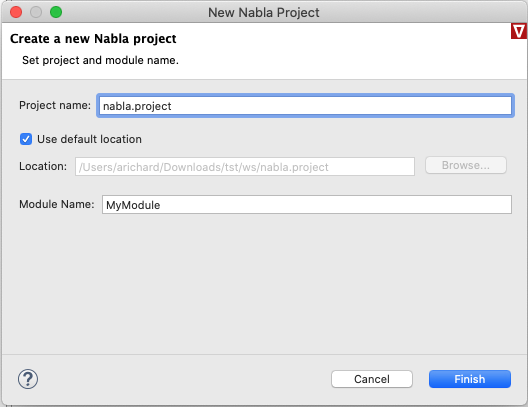 New Nabla Project
Create a new Nabla project
Set project and module name.
Project name: nabla.project
Use default location
Location: /Users/arichard/Downloads/tst/ws/nabla.project Browse...
Module Name: MyModule
? Cancel Finish